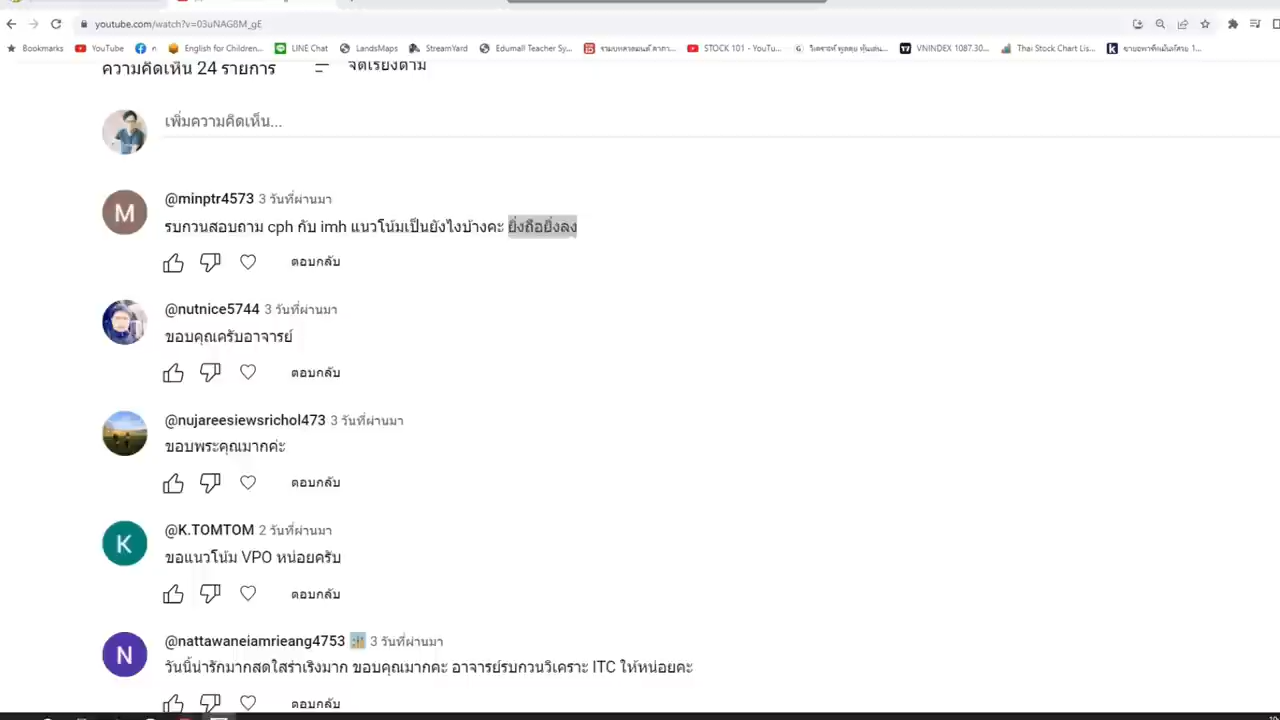 youtube.com/watch?v=03uNAG8M_gE
Bookmarks YouTube English for Children... LINE Chat LandsMaps StreamYard Edumall Teacher Sy... STOCK 101 - YouTu... VNINDEX 1087.30... Thai Stock Chart Lis...
ความคิดเห็น 24 รายการ จัดเรียงตาม
เพิ่มความคิดเห็น...
M
@minptr4573 3 วันที่ผ่านมา
รบกวนสอบถาม cph กับ imh แนวโน้มเป็นยังไงบ้างคะ ยิ่งถือยิ่งลง
ตอบกลับ
@nutnice5744 3 วันที่ผ่านมา
ขอบคุณครับอาจารย์
ตอบกลับ
@nujareesiewsrichol473 3 วันที่ผ่านมา
ขอบพระคุณมากค่ะ
ตอบกลับ
K
@K.TOMTOM 2 วันที่ผ่านมา
ขอแนวโน้ม VPO หน่อยครับ
ตอบกลับ
N
@nattawaneiamrieang4753 3 วันที่ผ่านมา
วันนี้น่ารักมากสดใสร่าเริงมาก ขอบคุณมากคะ อาจารย์รบกวนวิเคราะ ITC ให้หน่อยคะ
ตอบกลับ